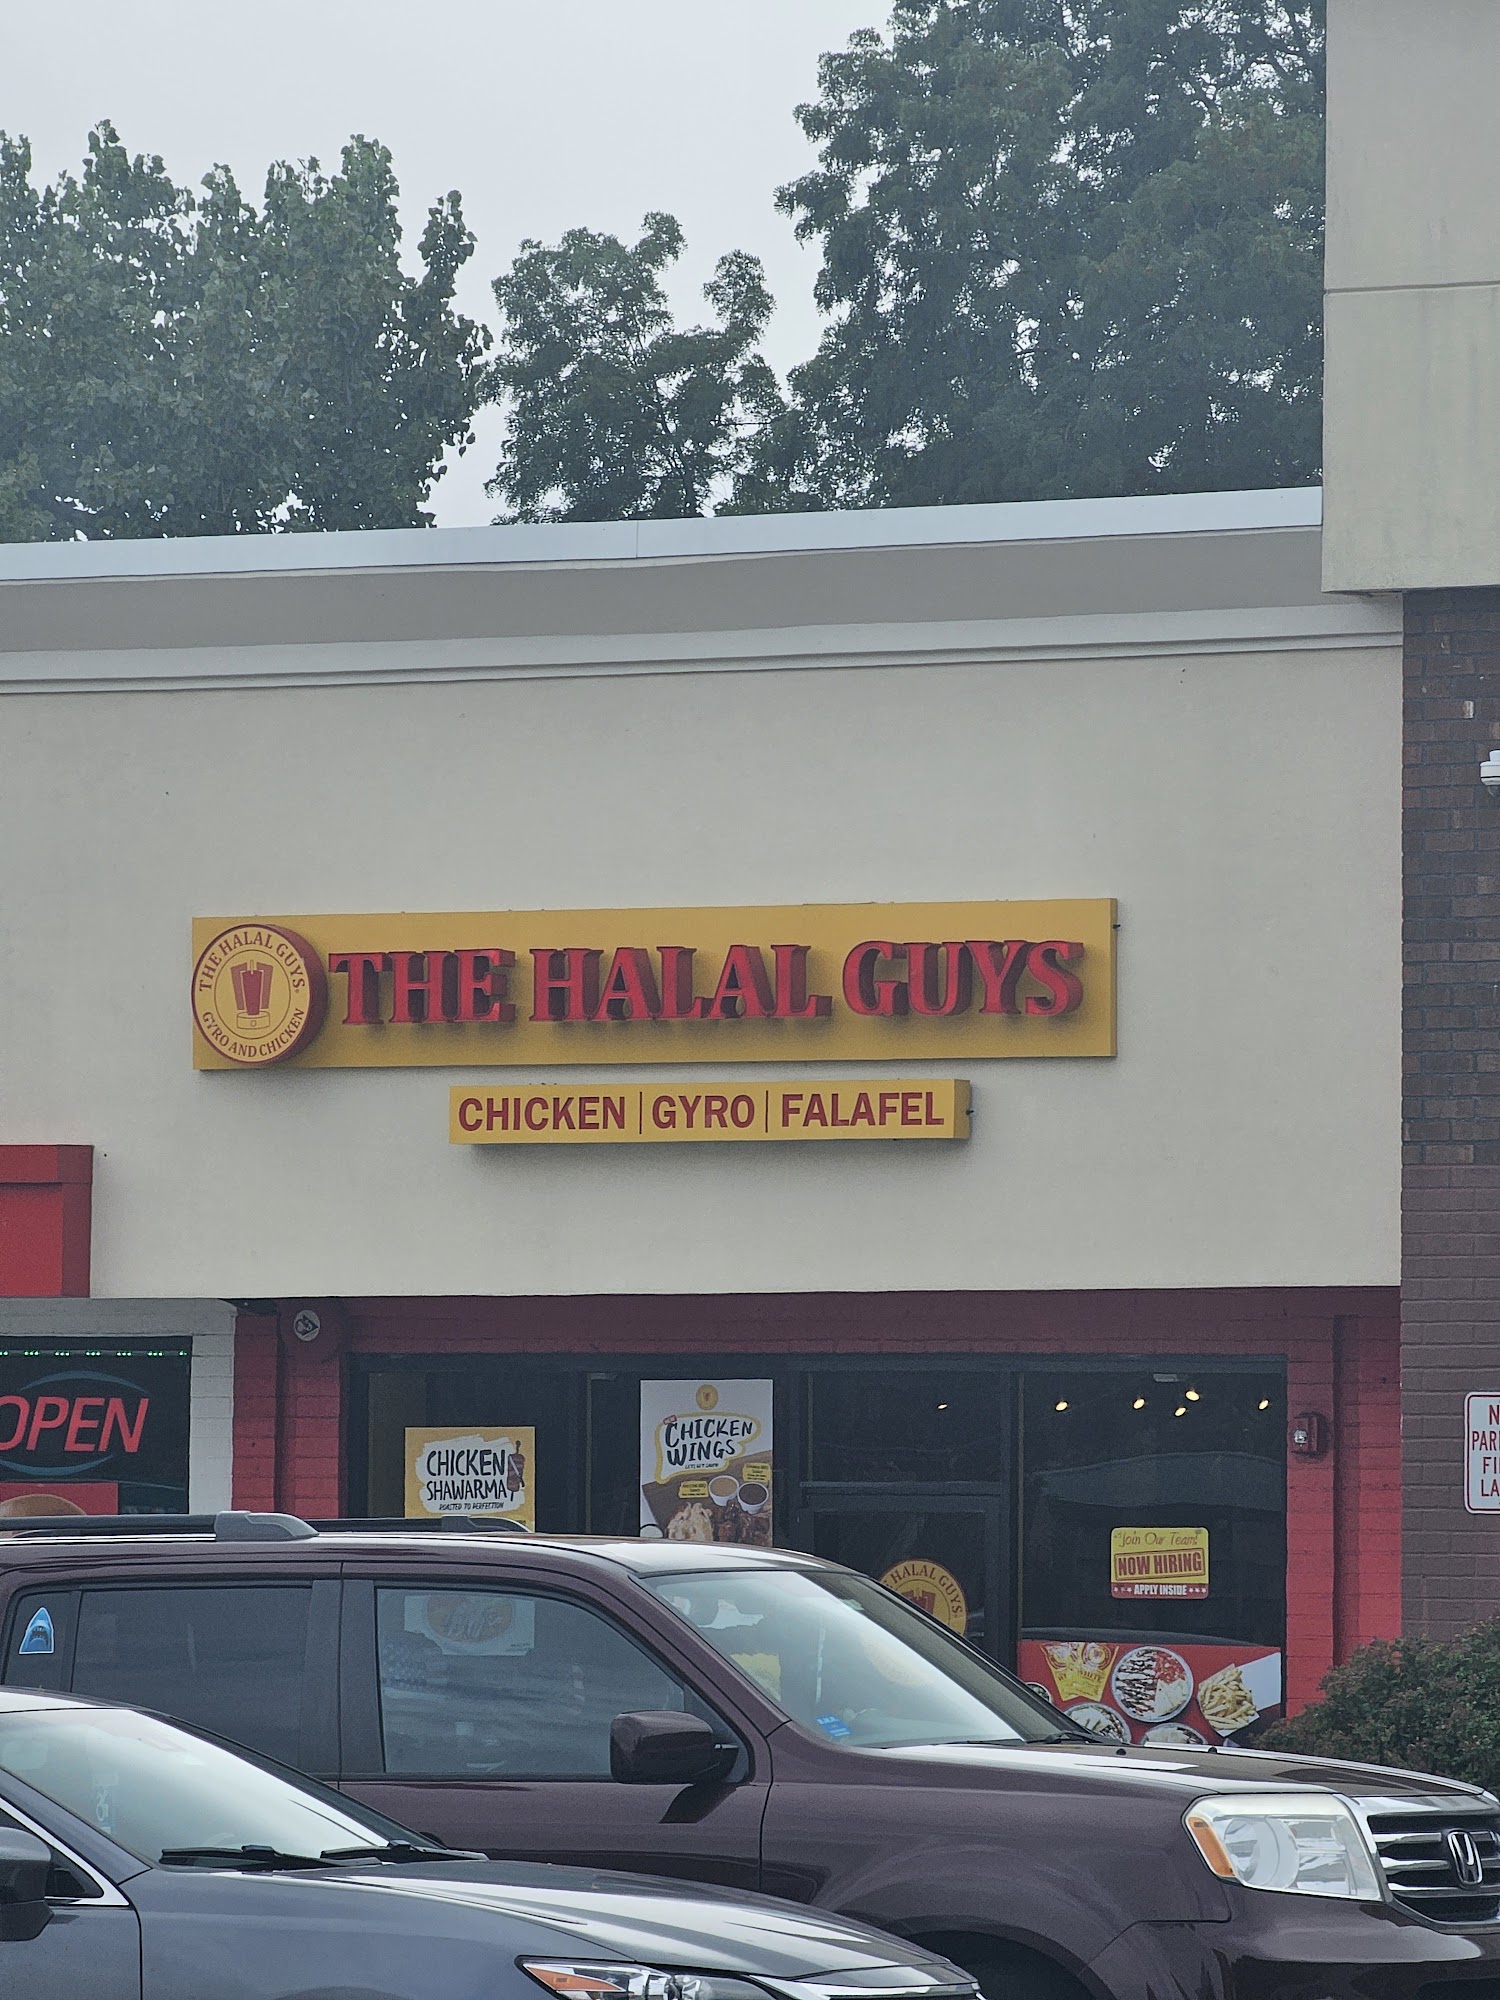 THE HALAL GUYS®
GYRO AND CHICKEN
THE HALAL GUYS
CHICKEN | GYRO | FALAFEL
OPEN
CHICKEN
SHAWARMA
ROASTED TO PERFECTION
CHICKEN
WINGS
HALAL GUYS
Join Our Team!
NOW HIRING
APPLY INSIDE